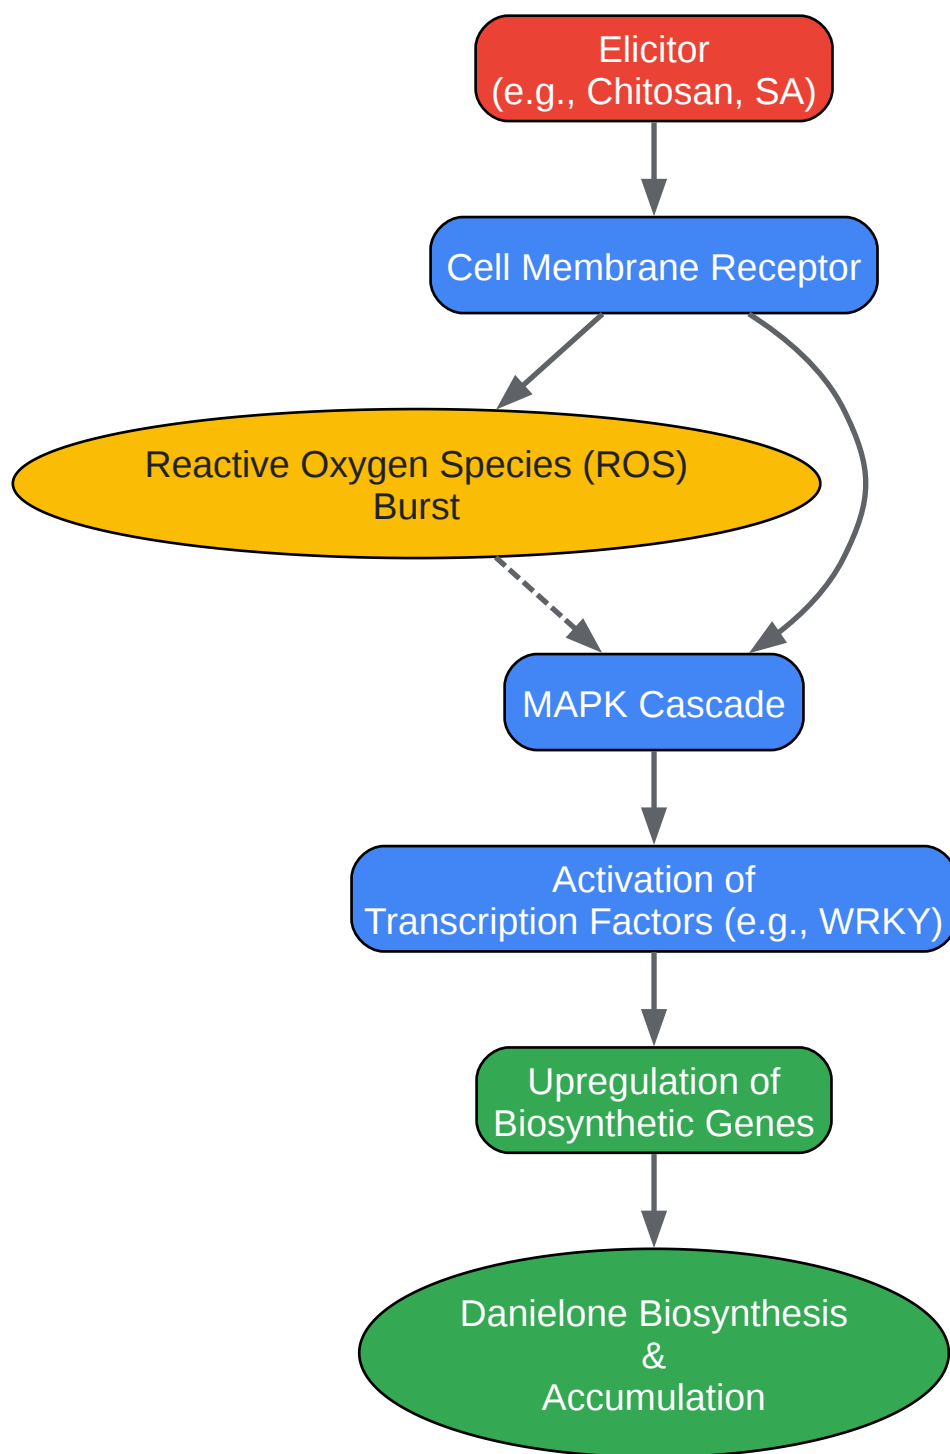 Elicitor
(e.g., Chitosan, SA)
Cell Membrane Receptor
Reactive Oxygen Species (ROS)
Burst
MAPK Cascade
Activation of
Transcription Factors (e.g., WRKY)
Upregulation of
Biosynthetic Genes
Danielone Biosynthesis
&
Accumulation